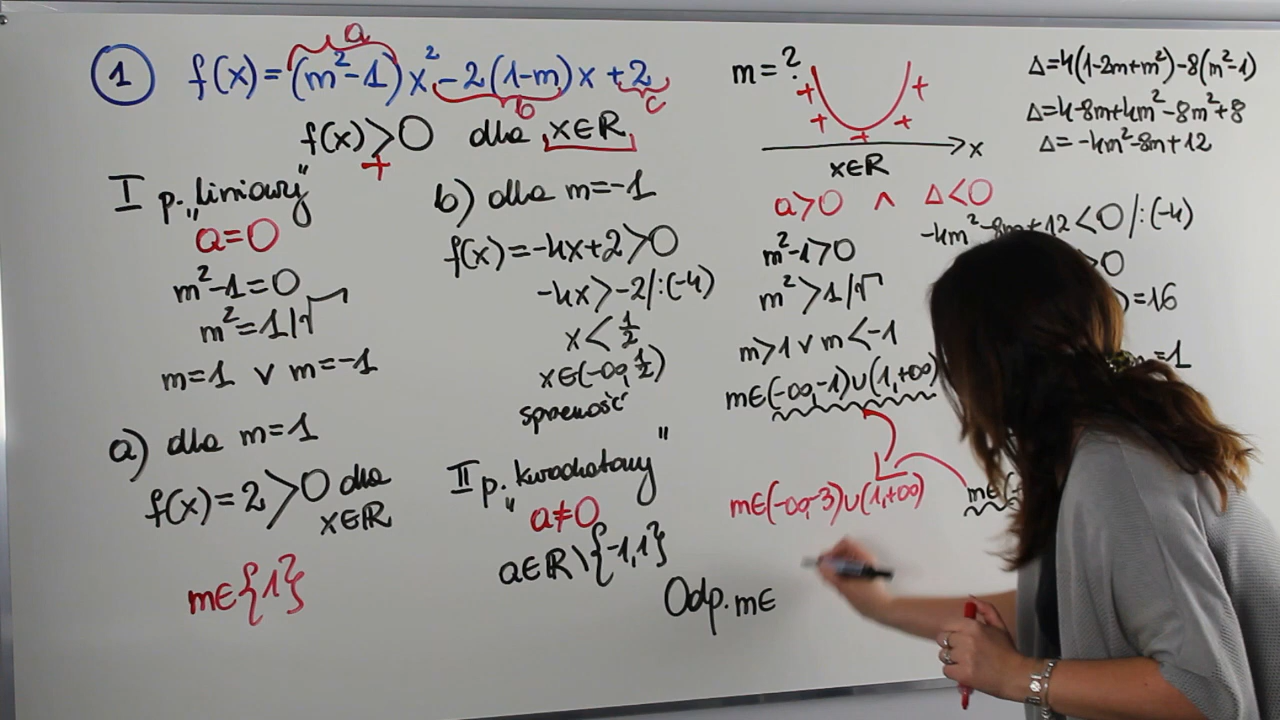 1 f(x)=(m²-1)x²-2(1-m)x+2
a
b
c
f(x)>0 dla x∈R
+
I p. „liniowy"
a=0
m²-1=0
m²=1/√
m=1 ∨ m=-1
a) dla m=1
f(x)=2>0 dla
x∈R
m∈{1}
b) dla m=-1
f(x)=-4x+2>0
-4x>-2/:(-4)
x<1/2
x∈(-∞,1/2)
II p. „kwadratowy"
a≠0
a∈R\{-1,1}
m=?
+ + + + +
x
x∈R
a>0 ∧ Δ<0
m²-1>0
m²>1/√
m>1 ∨ m<-1
m∈(-∞,-1)∪(1,+∞)
m∈(-∞,-3)∪(1,+∞)
Odp. m∈
Δ=4(1-2m+m²)-8(m²-1)
Δ=4-8m+4m²-8m²+8
Δ=-4m²-8m+12
-4m²-8m+12<0/:(-4)
>0
=16
=1
m∈(-